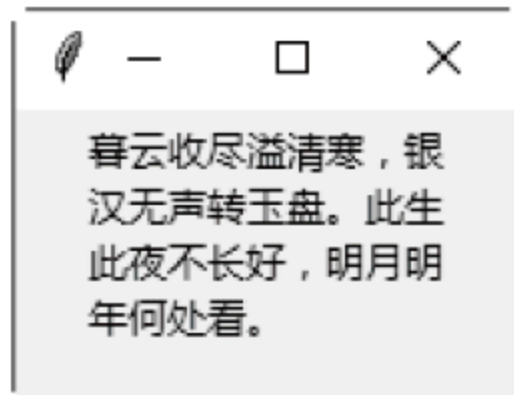 暮云收尽溢清寒，银
汉无声转玉盘。此生
此夜不长好，明月明
年何处看。